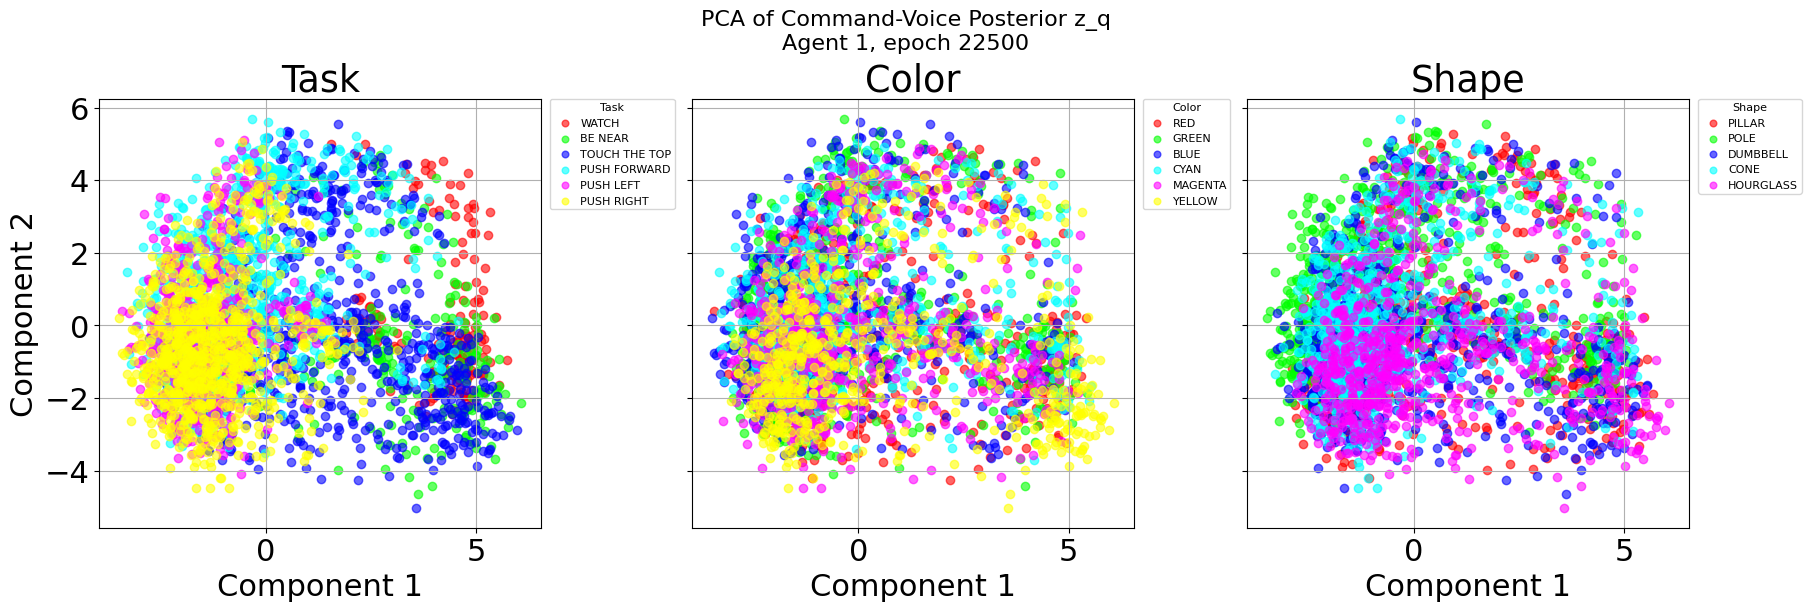 PCA of Command-Voice Posterior z_q
Agent 1, epoch 22500
Task
Color
Shape
Component 2
6
4
2
0
−2
−4
0
5
Component 1
0
5
Component 1
0
5
Component 1
Task
WATCH
BE NEAR
TOUCH THE TOP
PUSH FORWARD
PUSH LEFT
PUSH RIGHT
Color
RED
GREEN
BLUE
CYAN
MAGENTA
YELLOW
Shape
PILLAR
POLE
DUMBBELL
CONE
HOURGLASS